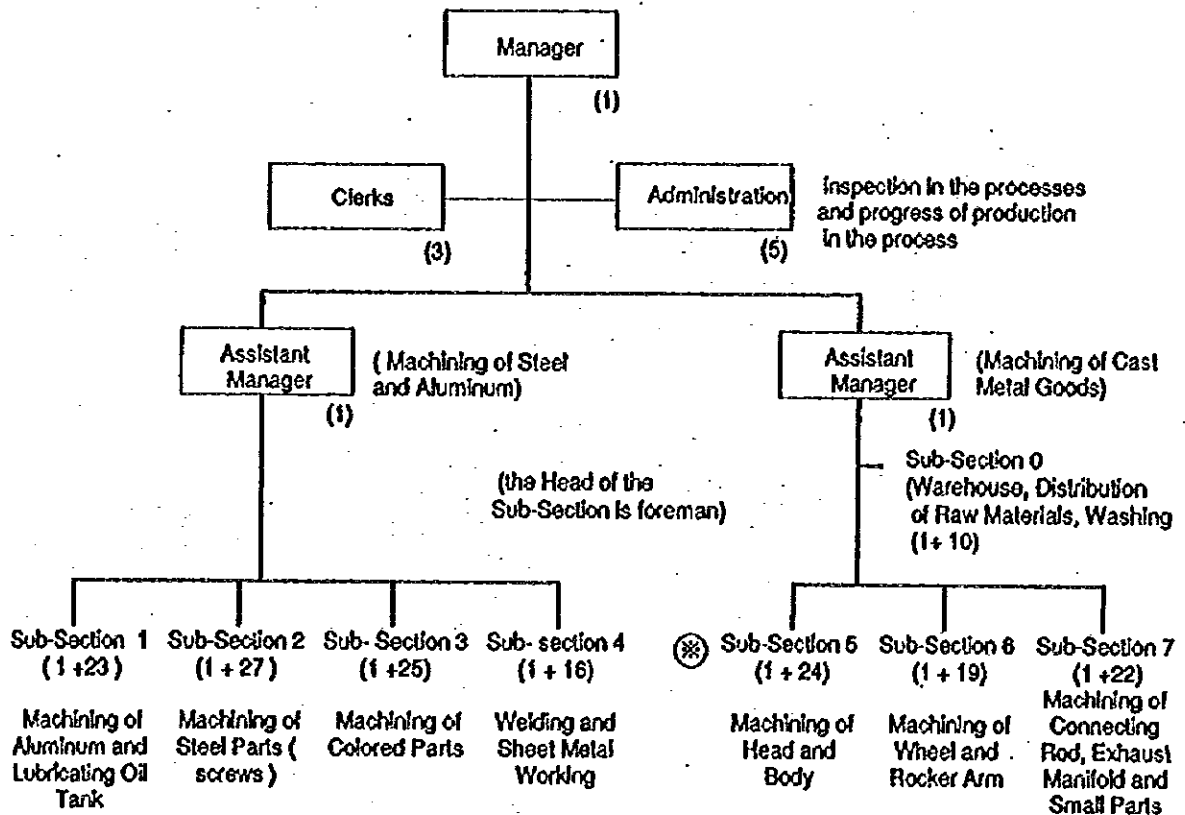 Manager
(1)
Clerks
(3)
Administration
(5)
Inspection in the processes
and progress of production
in the process
Assistant
Manager
(1)
( Machining of Steel
and Aluminum)
Assistant
Manager
(1)
(Machining of Cast
Metal Goods)
Sub-Section 0
(Warehouse, Distribution
of Raw Materials, Washing
(1+ 10)
(the Head of the
Sub-Section is foreman)
Sub-Section 1
( 1 +23 )
Machining of
Aluminum and
Lubricating Oil
Tank
Sub-Section 2
(1 +27 )
Machining of
Steel Parts (
screws )
Sub- Section 3
(1 +25)
Machining of
Colored Parts
Sub- section 4
(1 + 16)
Welding and
Sheet Metal
Working
※ Sub-Section 5
(1 + 24)
Machining of
Head and
Body
Sub-Section 6
(1 + 19)
Machining of
Wheel and
Rocker Arm
Sub-Section 7
(1 +22)
Machining of
Connecting
Rod, Exhaust
Manifold and
Small Parts